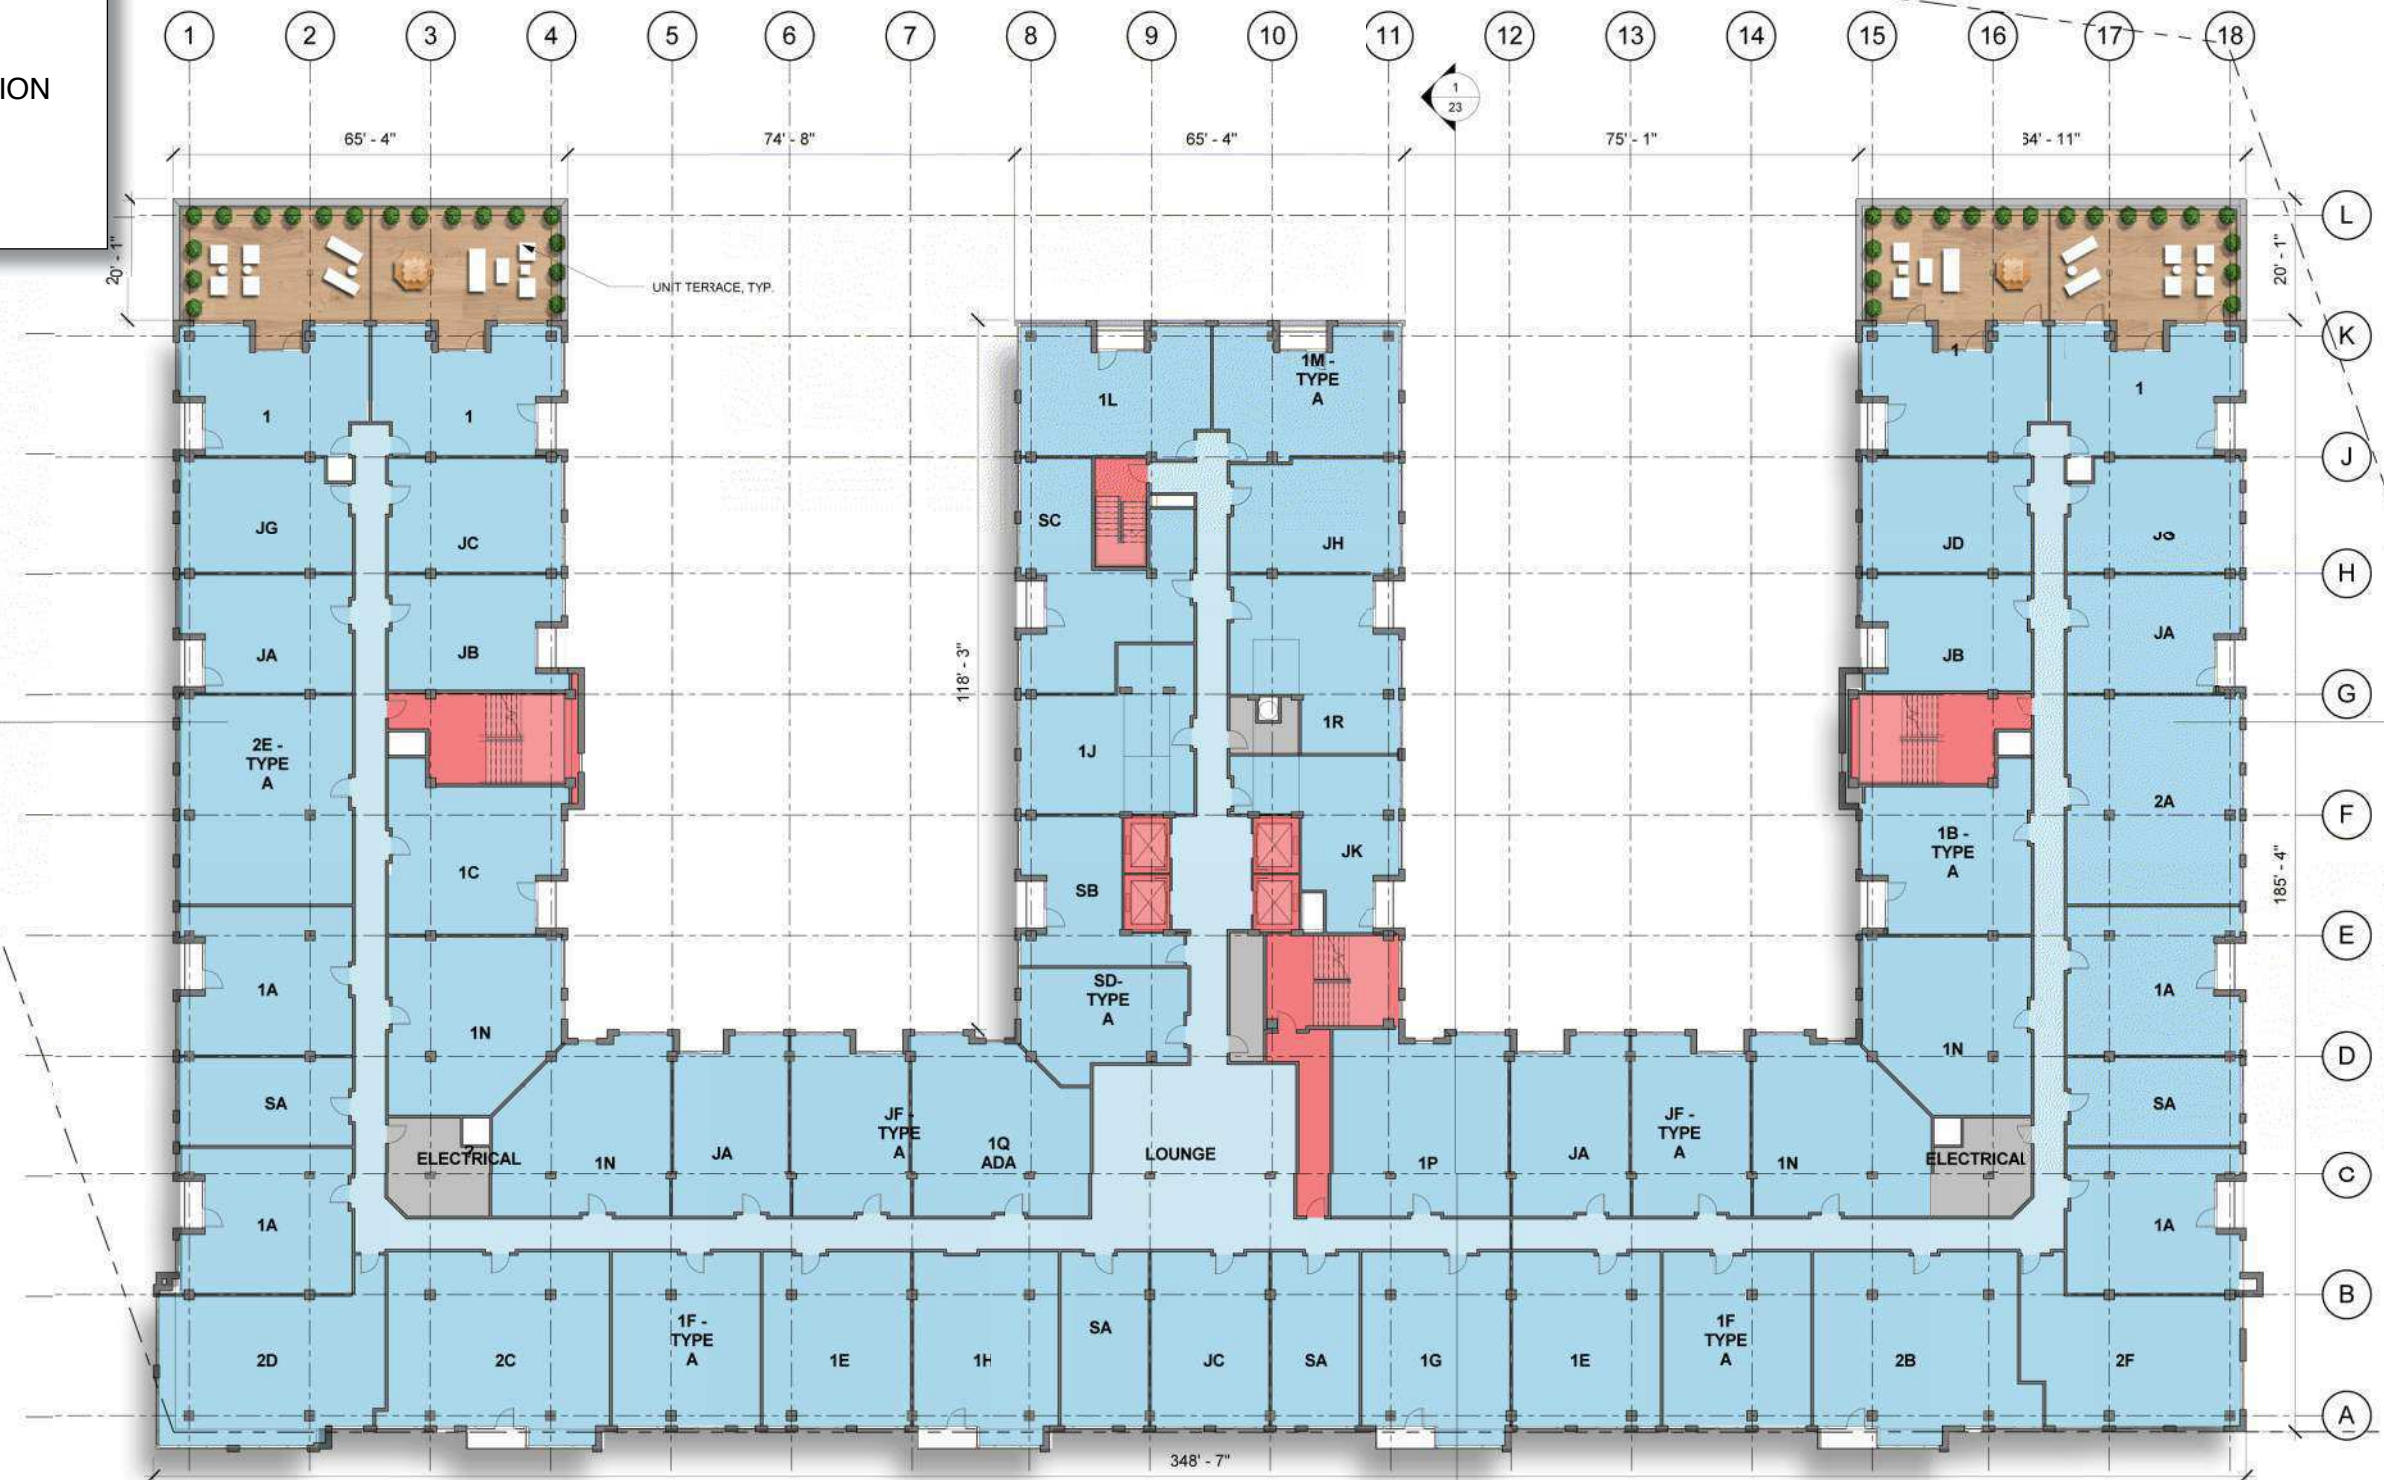 ION
1 2 3 4 5 6 7 8 9 10 11 12 13 14 15 16 17 18
1
23
65' - 4"
74' - 8"
65' - 4"
75' - 1"
64' - 11"
20' - 1"
20' - 1"
UNIT TERRACE, TYP.
L
K
J
H
G
F
E
D
C
B
A
118' - 3"
185' - 4"
348' - 7"
1
1
JG
JC
JA
JB
2E -
TYPE
A
1C
1A
1N
SA
ELECTRICAL
1A
2D
1N
JA
JF -
TYPE
A
1Q
ADA
1L
1M -
TYPE
A
SC
JH
1J
1R
SB
JK
SD-
TYPE
A
LOUNGE
1P
JA
JF -
TYPE
A
1N
1
1
JD
JG
JB
JA
2A
1B -
TYPE
A
1A
1N
SA
ELECTRICAL
1A
2C
1F -
TYPE
A
1E
1H
SA
JC
SA
1G
1E
1F
TYPE
A
2B
2F